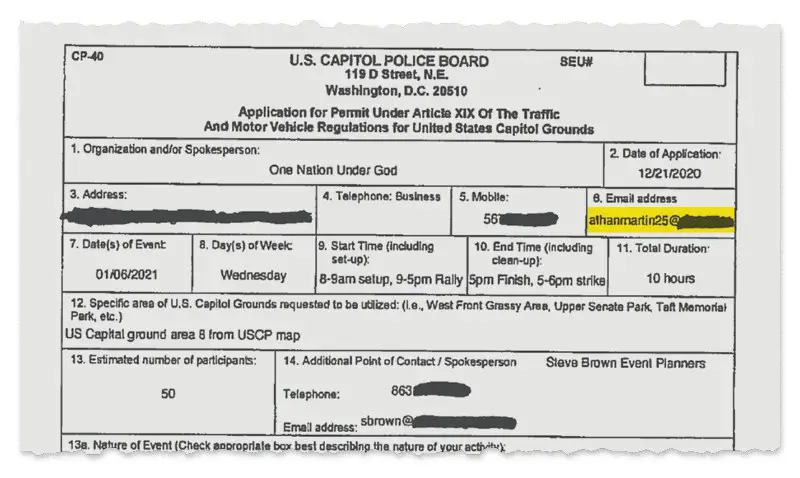 CP-40
U.S. CAPITOL POLICE BOARD
SEU#
119 D Street, N.E.
Washington, D.C. 20510
Application for Permit Under Article XIX Of The Traffic
And Motor Vehicle Regulations for United States Capitol Grounds
1. Organization and/or Spokesperson:
One Nation Under God
2. Date of Application:
12/21/2020
3. Address:
4. Telephone: Business
5. Mobile:
56
6. Email address
athanmartin25@
7. Date(s) of Event:
01/06/2021
8. Day(s) of Week:
Wednesday
9. Start Time (including
set-up):
8-9am setup, 9-5pm Rally
10. End Time (including
clean-up):
5pm Finish, 5-6pm strike
11. Total Duration:
10 hours
12. Specific area of U.S. Capitol Grounds requested to be utilized: (i.e., West Front Grassy Area, Upper Senate Park, Taft Memorial
Park, etc.)
US Capital ground area 8 from USCP map
13. Estimated number of participants:
50
14. Additional Point of Contact / Spokesperson
Steve Brown Event Planners
Telephone:
863
Email address:
sbrown@
13a. Nature of Event (Check appropriate box best describing the nature of your activity):